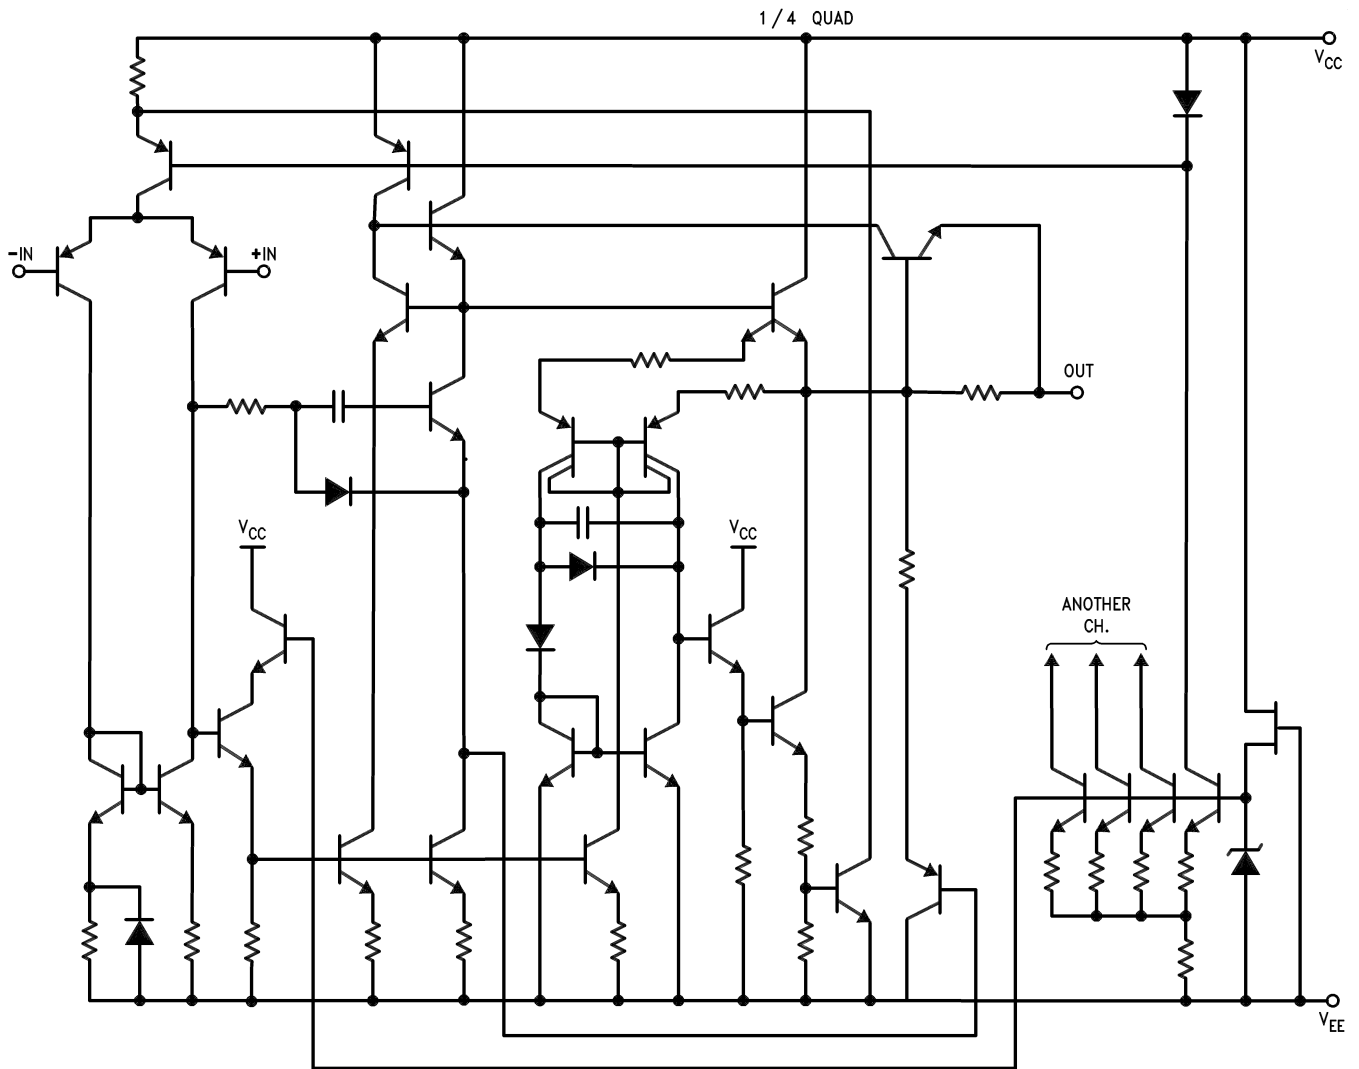 1/4 QUAD
VCC
-IN
+IN
OUT
VCC
VCC
ANOTHER
CH.
VEE